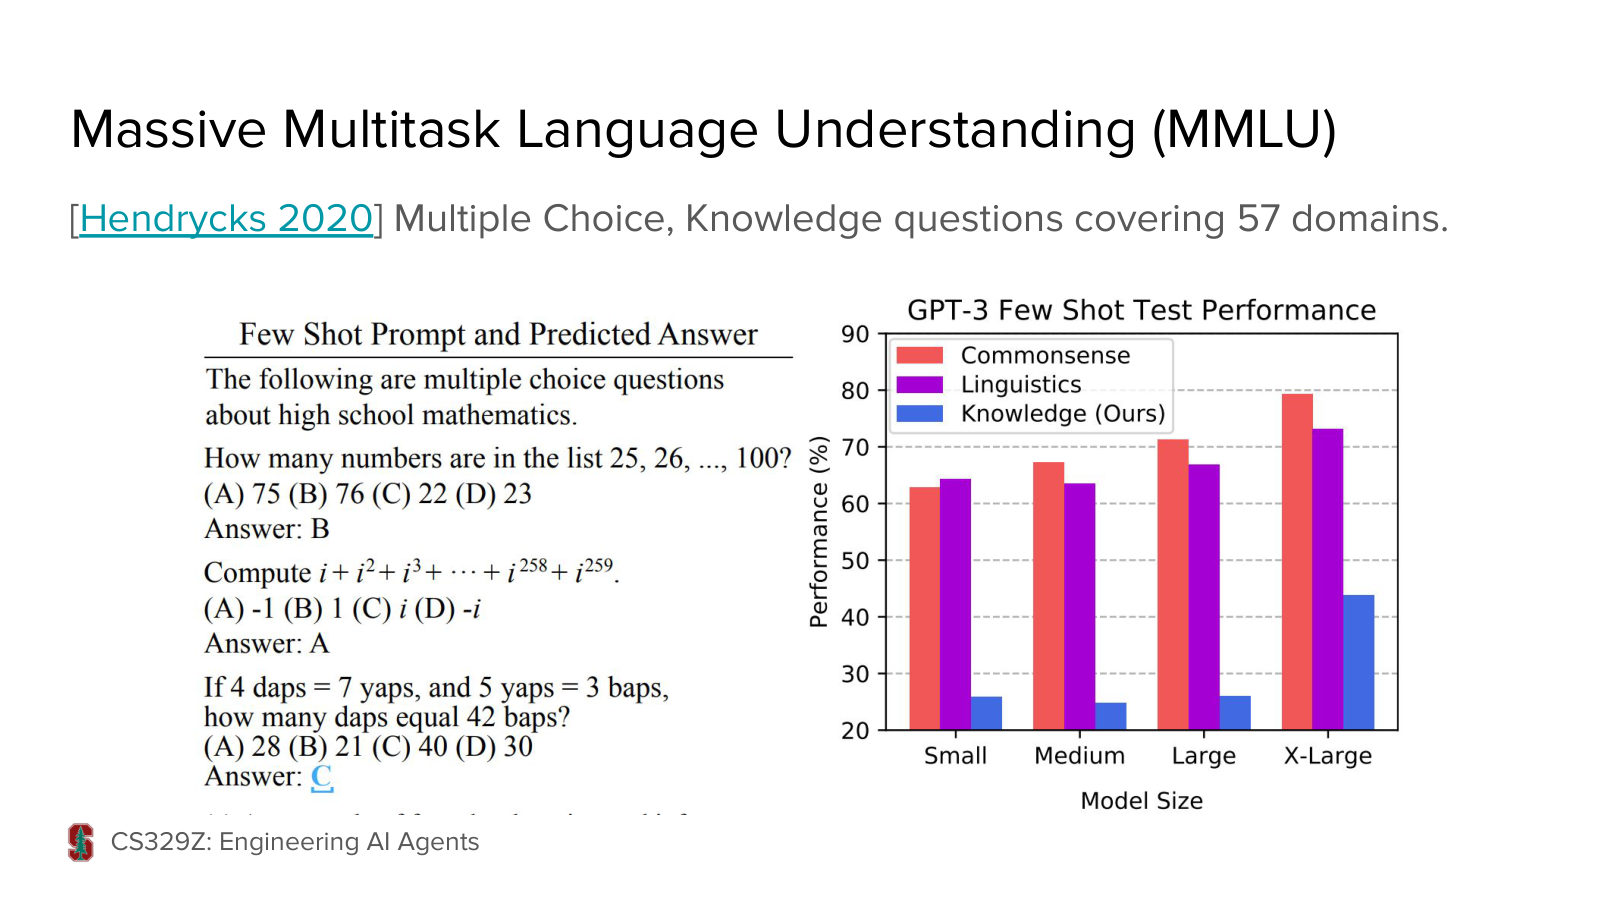 Massive Multitask Language Understanding (MMLU)
[Hendrycks 2020] Multiple Choice, Knowledge questions covering 57 domains.
Few Shot Prompt and Predicted Answer
The following are multiple choice questions
about high school mathematics.
How many numbers are in the list 25, 26, ..., 100?
(A) 75 (B) 76 (C) 22 (D) 23
Answer: B
Compute i + i² + i³ + ··· + i²⁵⁸ + i²⁵⁹.
(A) -1 (B) 1 (C) i (D) -i
Answer: A
If 4 daps = 7 yaps, and 5 yaps = 3 baps,
how many daps equal 42 baps?
(A) 28 (B) 21 (C) 40 (D) 30
Answer: C
GPT-3 Few Shot Test Performance
Commonsense
Linguistics
Knowledge (Ours)
Performance (%)
90
80
70
60
50
40
30
20
Small Medium Large X-Large
Model Size
CS329Z: Engineering AI Agents